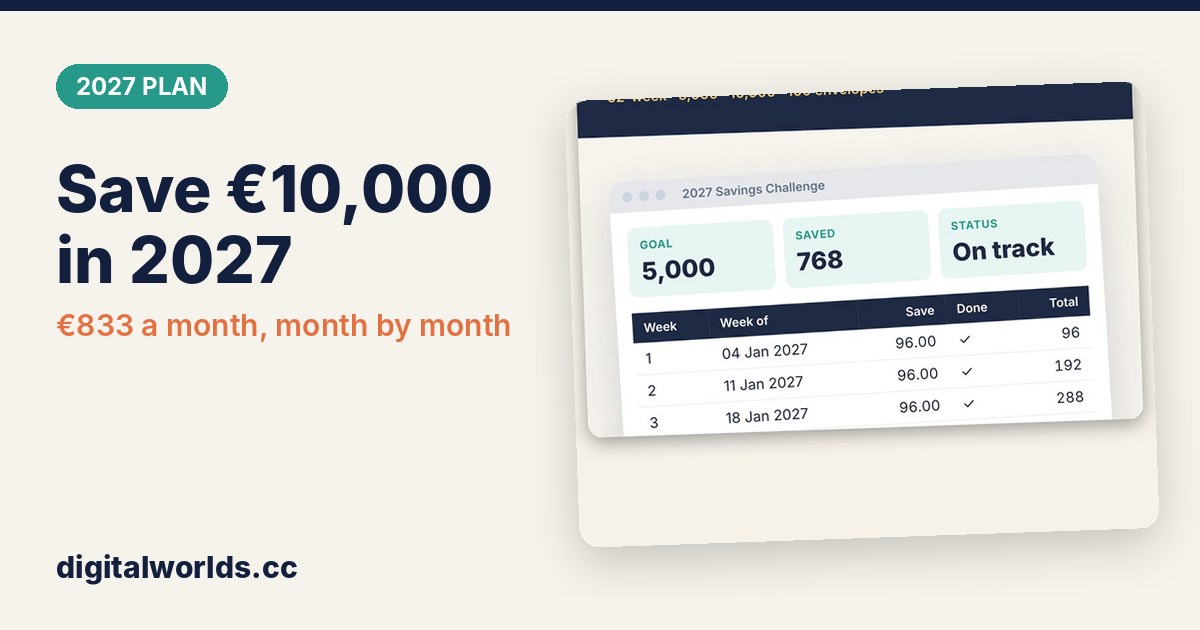 2027 PLAN
Save €10,000
in 2027
€833 a month, month by month
digitalworlds.cc
2027 Savings Challenge
GOAL
5,000
SAVED
768
STATUS
On track
Week Week of Save Done Total
1 04 Jan 2027 96.00 ✓ 96
2 11 Jan 2027 96.00 ✓ 192
3 18 Jan 2027 96.00 ✓ 288